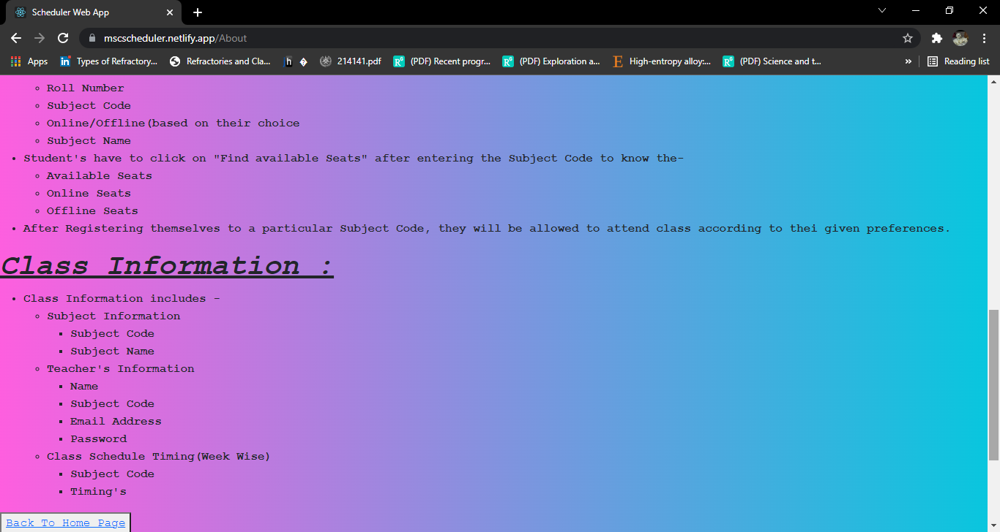 Scheduler Web App
mscscheduler.netlify.app/About
Apps
Types of Refractory...
Refractories and Cla...
214141.pdf
(PDF) Recent progr...
(PDF) Exploration a...
High-entropy alloy:...
(PDF) Science and t...
Reading list
Roll Number
Subject Code
Online/Offline(based on their choice
Subject Name
Student's have to click on "Find available Seats" after entering the Subject Code to know the-
Available Seats
Online Seats
Offline Seats
After Registering themselves to a particular Subject Code, they will be allowed to attend class according to thei given preferences.
Class Information :
Class Information includes -
Subject Information
Subject Code
Subject Name
Teacher's Information
Name
Subject Code
Email Address
Password
Class Schedule Timing(Week Wise)
Subject Code
Timing's
Back To Home Page